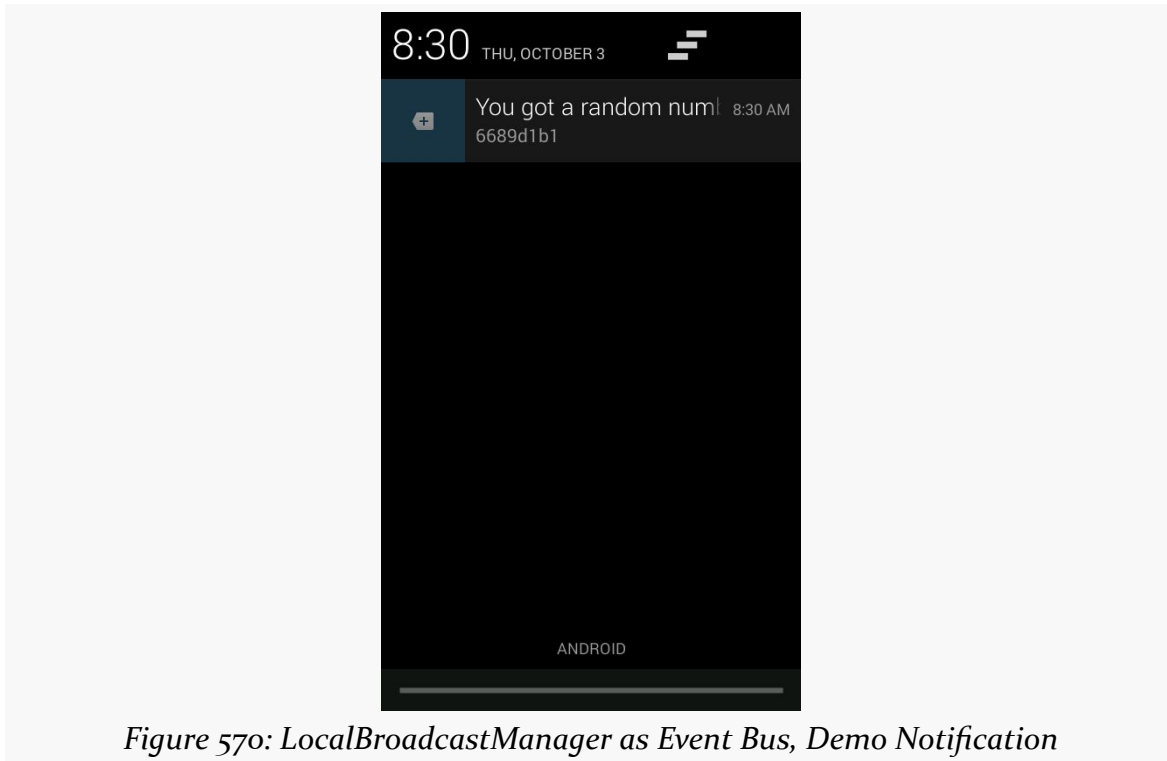 8:30 THU, OCTOBER 3
You got a random num 8:30 AM
6689d1b1
ANDROID
Figure 570: LocalBroadcastManager as Event Bus, Demo Notification